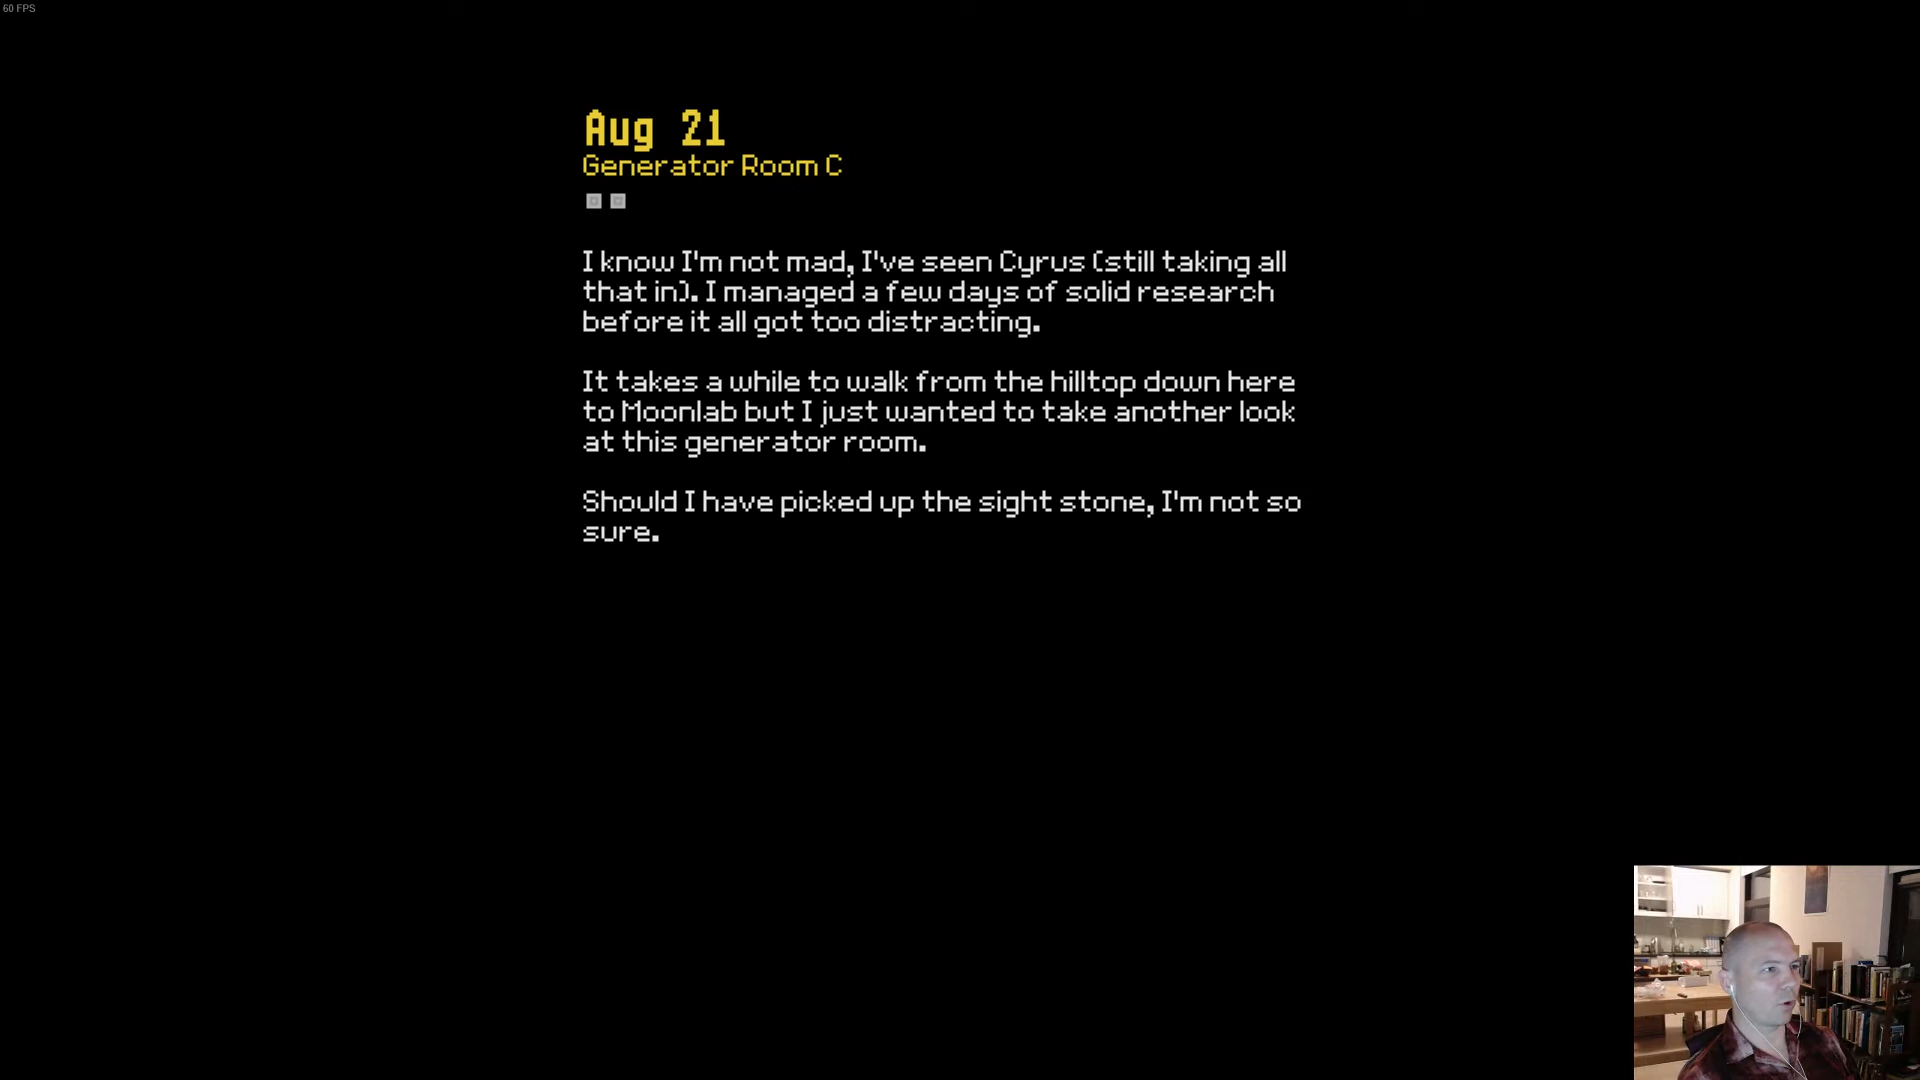 60 FPS
Aug 21
Generator Room C
I know I'm not mad, I've seen Cyrus (still taking all
that in). I managed a few days of solid research
before it all got too distracting.
It takes a while to walk from the hilltop down here
to Moonlab but I just wanted to take another look
at this generator room.
Should I have picked up the sight stone, I'm not so
sure.